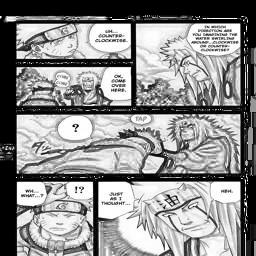 IN WHICH
DIRECTION ARE
YOU IMAGINING THE
WATER SWIRLING
AROUND...CLOCKWISE
OR COUNTER-
CLOCKWISE?
UH...
COUNTER-
CLOCKWISE.
OK,
COME
OVER
HERE.
?
TAP
HEH.
JUST
AS I
THOUGHT...
!?
WH...
WHAT...?